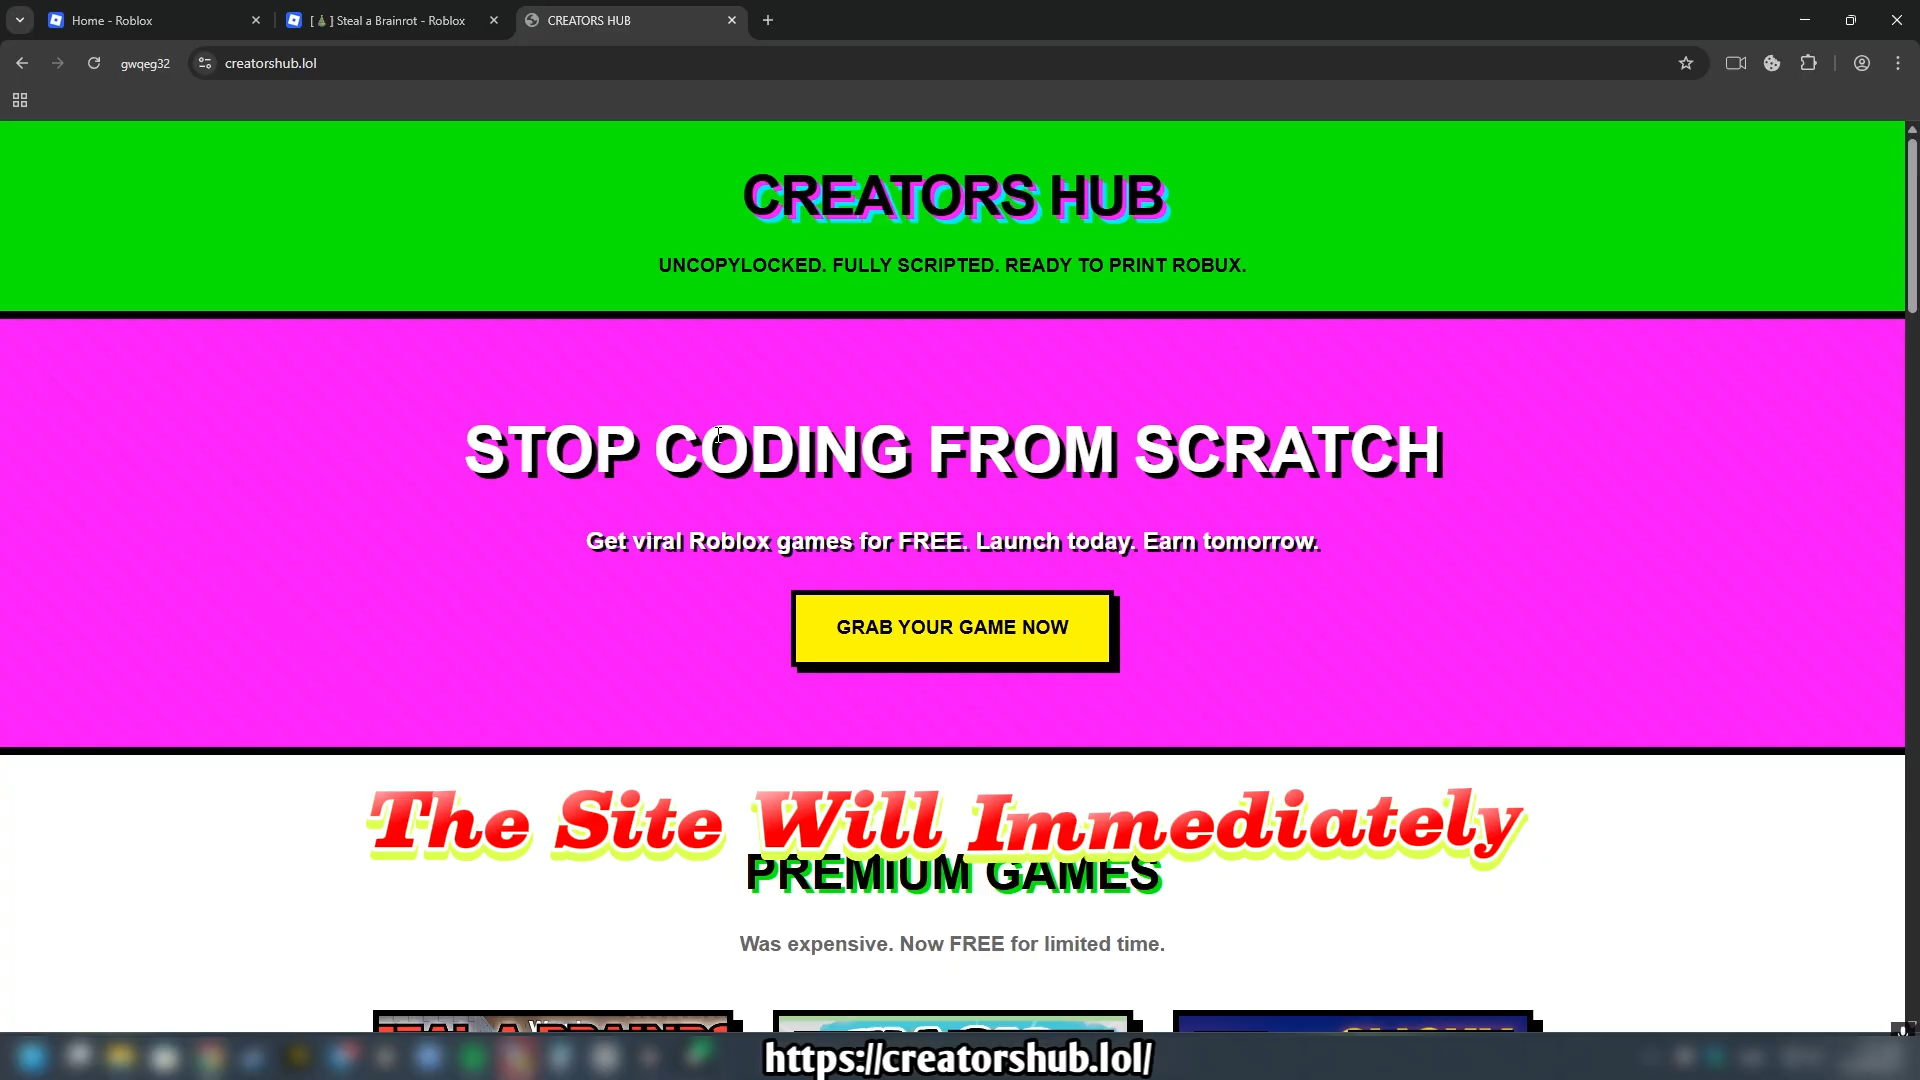 Home - Roblox
[🎄] Steal a Brainrot - Roblox
CREATORS HUB
gwqeg32
creatorshub.lol
CREATORS HUB
UNCOPYLOCKED. FULLY SCRIPTED. READY TO PRINT ROBUX.
STOP CODING FROM SCRATCH
Get viral Roblox games for FREE. Launch today. Earn tomorrow.
GRAB YOUR GAME NOW
The Site Will Immediately
PREMIUM GAMES
Was expensive. Now FREE for limited time.
https://creatorshub.lol/